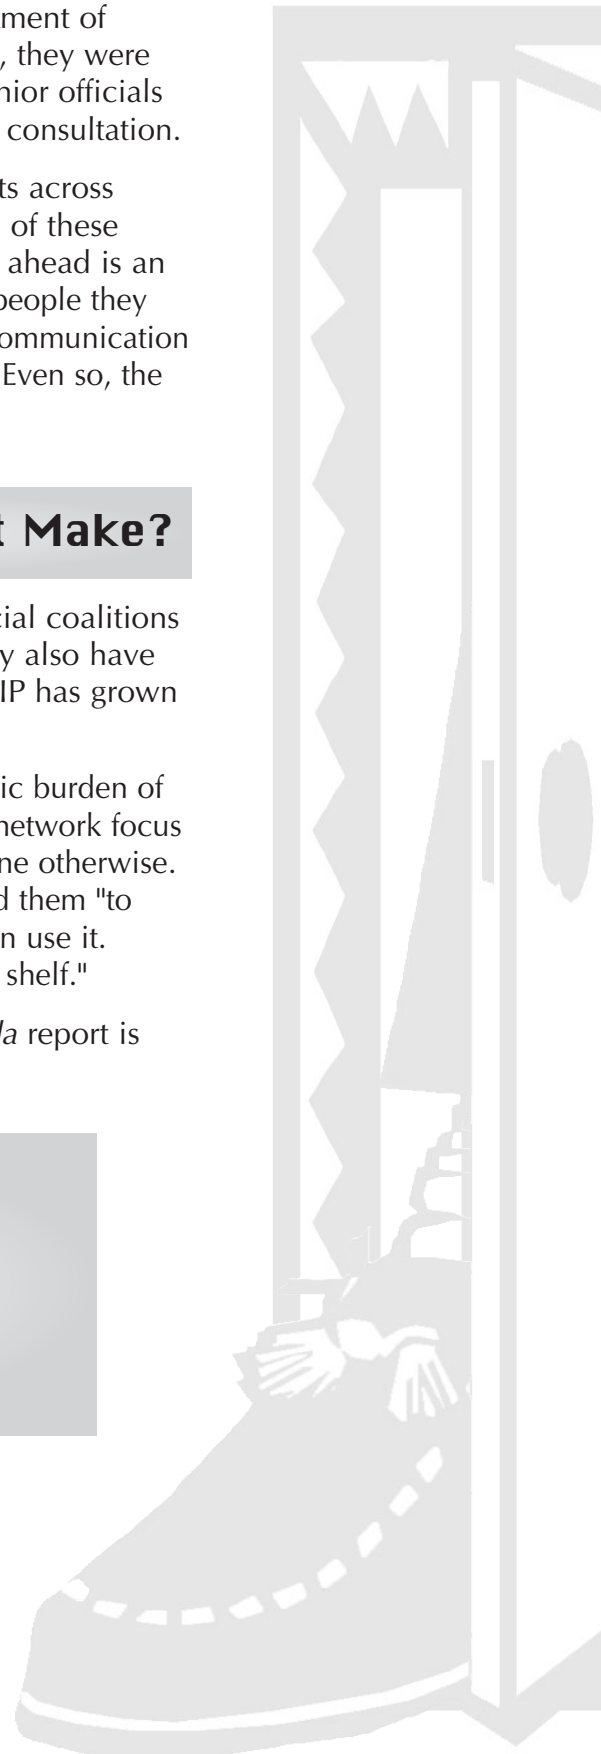 ment of
, they were
nior officials
consultation.
ts across
of these
ahead is an
people they
ommunication
Even so, the
t Make?
cial coalitions
y also have
IP has grown
ic burden of
network focus
ne otherwise.
d them "to
n use it.
shelf."
la report is